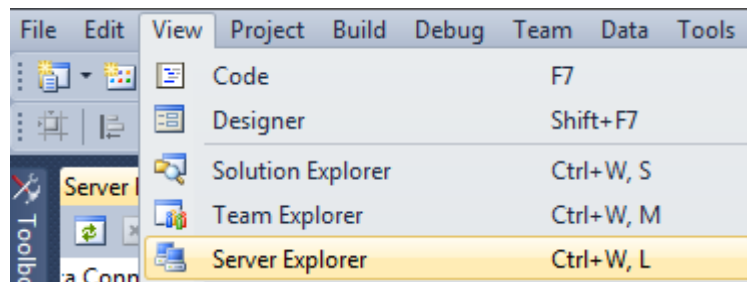 File Edit View Project Build Debug Team Data Tools
Code F7
Designer Shift+F7
Solution Explorer Ctrl+W, S
Server
Team Explorer Ctrl+W, M
Server Explorer Ctrl+W, L